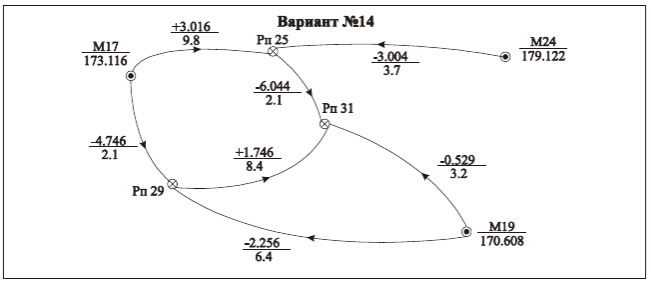 Вариант №14
+3.016
9.8
Рп 25
М17
173.116
М24
179.122
-3.004
3.7
-6.044
2.1
Рп 31
-4.746
2.1
+1.746
8.4
-0.529
3.2
Рп 29
М19
170.608
-2.256
6.4